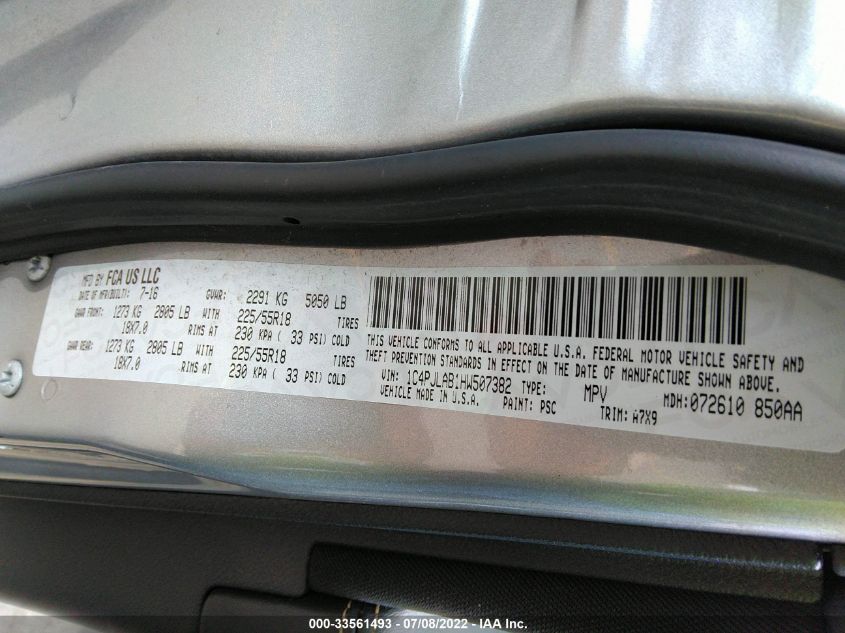 MFD BY FCA US LLC
DATE OF MFR(BUILT): 7-16 GVWR: 2291 KG 5050 LB
GAWR FRONT: 1273 KG 2805 LB WITH 225/55R18 TIRES
18X7.0 RIMS AT 230 KPA ( 33 PSI) COLD
GAWR REAR: 1273 KG 2805 LB WITH 225/55R18 TIRES
18X7.0 RIMS AT 230 KPA ( 33 PSI) COLD
THIS VEHICLE CONFORMS TO ALL APPLICABLE U.S.A. FEDERAL MOTOR VEHICLE SAFETY AND
THEFT PREVENTION STANDARDS IN EFFECT ON THE DATE OF MANUFACTURE SHOWN ABOVE.
VIN: 1C4PJLAB1HW507382 TYPE: MPV MDH:072610 850AA
VEHICLE MADE IN U.S.A. PAINT: PSC TRIM: A7X9
000-33561493 - 07/08/2022 - IAA Inc.